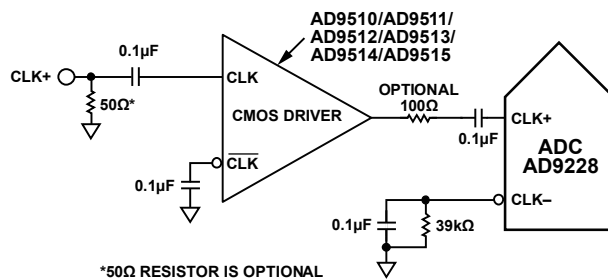 AD9510/AD9511/
AD9512/AD9513/
AD9514/AD9515
CLK+
0.1µF
50Ω*
CLK
CMOS DRIVER
CLK
0.1µF
OPTIONAL
100Ω
0.1µF
CLK+
ADC
AD9228
CLK–
0.1µF
39kΩ
*50Ω RESISTOR IS OPTIONAL